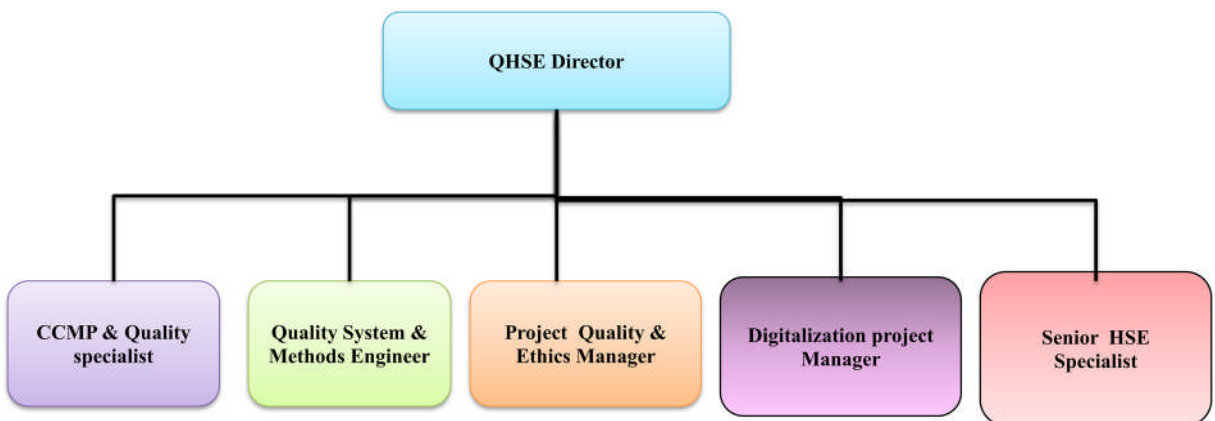 QHSE Director
CCMP & Quality
specialist
Quality System &
Methods Engineer
Project Quality &
Ethics Manager
Digitalization project
Manager
Senior HSE
Specialist